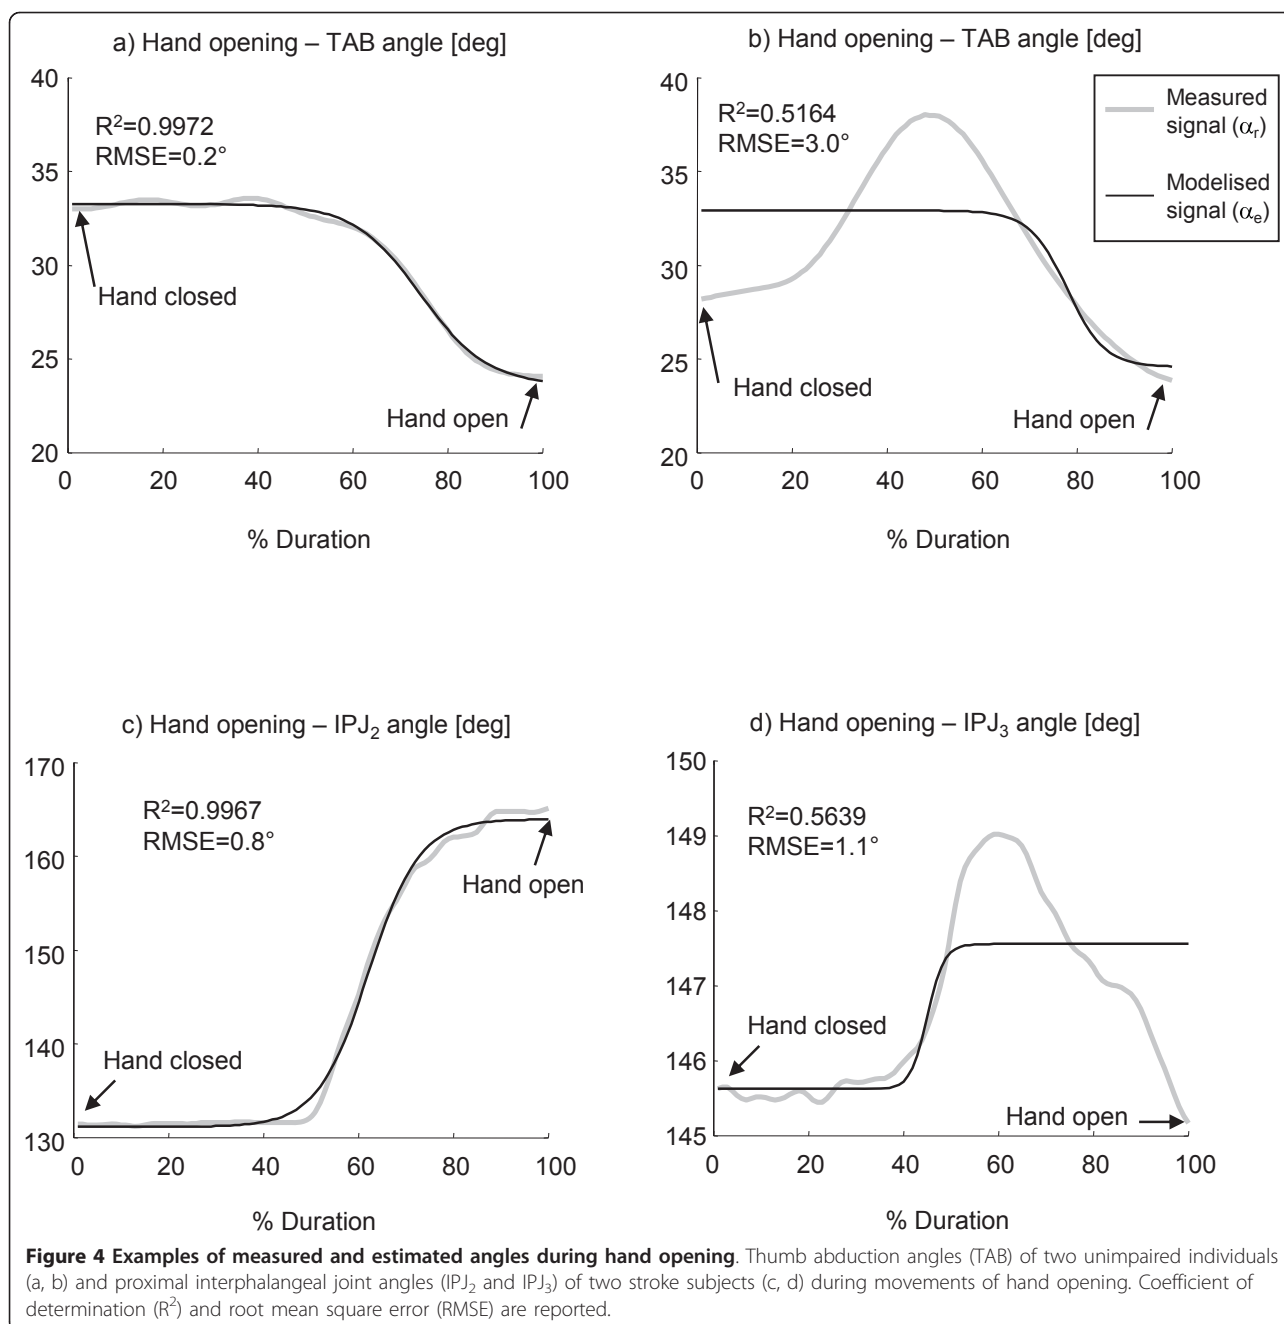 a) Hand opening – TAB angle [deg]
40
35
30
25
20
0 20 40 60 80 100
R²=0.9972
RMSE=0.2°
Hand closed
Hand open
% Duration
b) Hand opening – TAB angle [deg]
40
35
30
25
20
0 20 40 60 80 100
R²=0.5164
RMSE=3.0°
Hand closed
Hand open
% Duration
Measured
signal (αr)
Modelised
signal (αe)
c) Hand opening – IPJ₂ angle [deg]
170
160
150
140
130
0 20 40 60 80 100
R²=0.9967
RMSE=0.8°
Hand closed
Hand open
% Duration
d) Hand opening – IPJ₃ angle [deg]
150
149
148
147
146
145
0 20 40 60 80 100
R²=0.5639
RMSE=1.1°
Hand closed
Hand open
% Duration
Figure 4 Examples of measured and estimated angles during hand opening. Thumb abduction angles (TAB) of two unimpaired individuals
(a, b) and proximal interphalangeal joint angles (IPJ₂ and IPJ₃) of two stroke subjects (c, d) during movements of hand opening. Coefficient of
determination (R²) and root mean square error (RMSE) are reported.